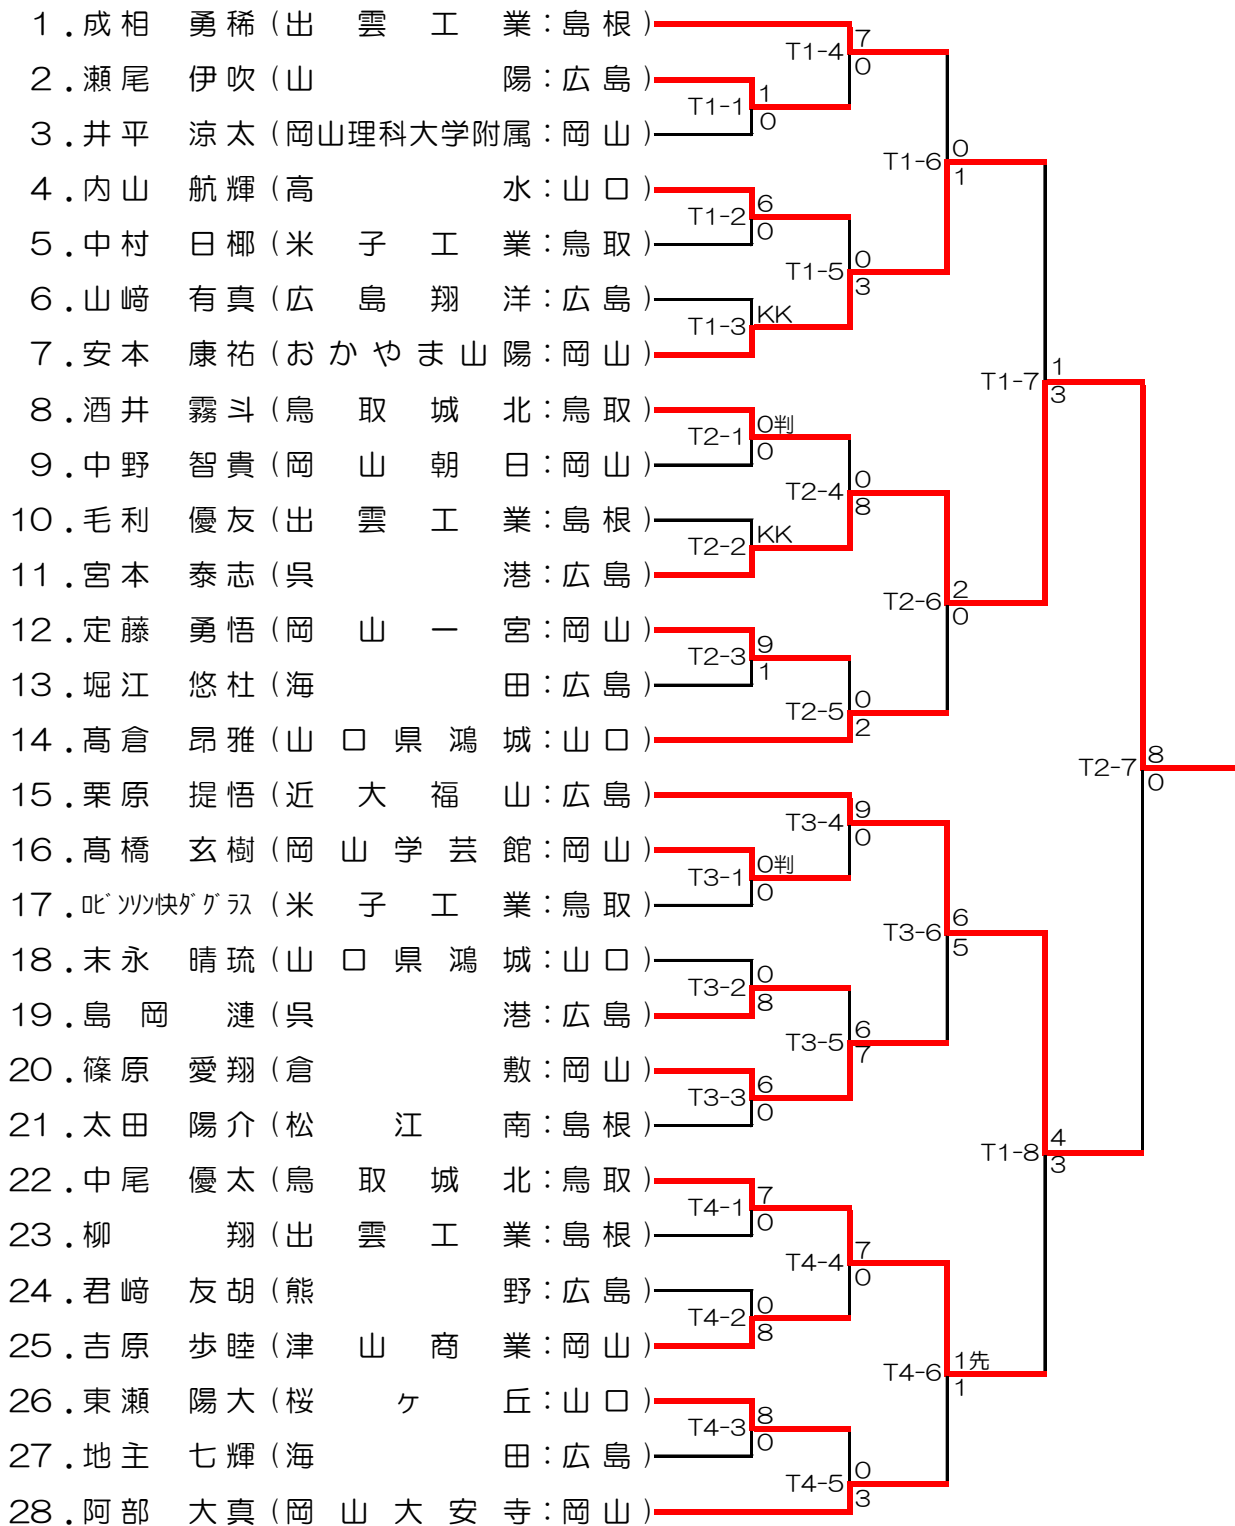 1.成相 勇稀(出雲工業:島根)
T1-4 7 0
2.瀬尾 伊吹(山陽:広島)
T1-1 1 0
3.井平 涼太(岡山理科大学附属:岡山)
T1-6 0 1
4.内山 航輝(高水:山口)
T1-2 6 0
5.中村 日椰(米子工業:鳥取)
T1-5 0 3
6.山﨑 有真(広島翔洋:広島)
T1-3 KK
7.安本 康祐(おかやま山陽:岡山)
T1-7 1 3
8.酒井 霧斗(鳥取城北:鳥取)
T2-1 0判 0
9.中野 智貴(岡山朝日:岡山)
T2-4 0 8
10.毛利 優友(出雲工業:島根)
T2-2 KK
11.宮本 泰志(呉港:広島)
T2-6 2 0
12.定藤 勇悟(岡山一宮:岡山)
T2-3 9 1
13.堀江 悠杜(海田:広島)
T2-5 0 2
14.髙倉 昂雅(山口県鴻城:山口)
T2-7 8 0
15.栗原 提悟(近大福山:広島)
T3-4 9 0
16.髙橋 玄樹(岡山学芸館:岡山)
T3-1 0判 0
17.ロビンソン快ダグラス(米子工業:鳥取)
T3-6 6 5
18.末永 晴琉(山口県鴻城:山口)
T3-2 0 8
19.島岡 漣(呉港:広島)
T3-5 6 7
20.篠原 愛翔(倉敷:岡山)
T3-3 6 0
21.太田 陽介(松江南:島根)
T1-8 4 3
22.中尾 優太(鳥取城北:鳥取)
T4-1 7 0
23.柳 翔(出雲工業:島根)
T4-4 7 0
24.君﨑 友胡(熊野:広島)
T4-2 0 8
25.吉原 歩睦(津山商業:岡山)
T4-6 1先 1
26.東瀬 陽大(桜ヶ丘:山口)
T4-3 8 0
27.地主 七輝(海田:広島)
T4-5 0 3
28.阿部 大真(岡山大安寺:岡山)